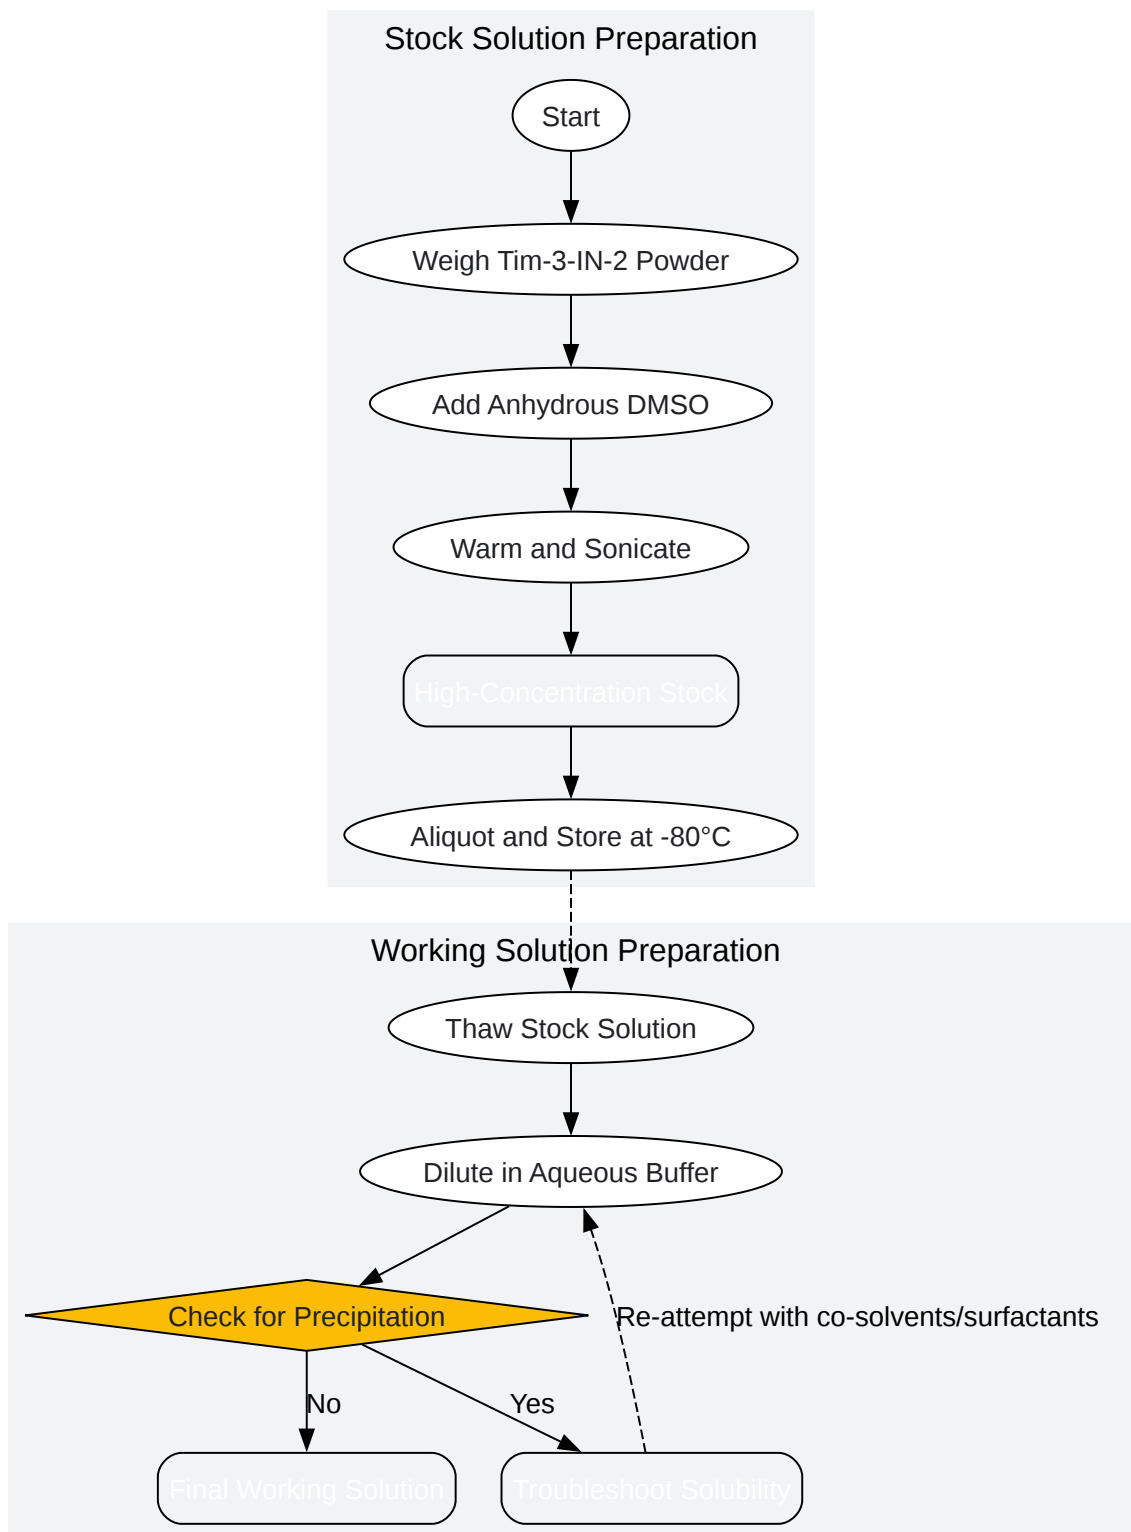 Stock Solution Preparation
Start
Weigh Tim-3-IN-2 Powder
Add Anhydrous DMSO
Warm and Sonicate
High-Concentration Stock
Aliquot and Store at -80°C
Working Solution Preparation
Thaw Stock Solution
Dilute in Aqueous Buffer
Check for Precipitation
Re-attempt with co-solvents/surfactants
No
Yes
Final Working Solution
Troubleshoot Solubility